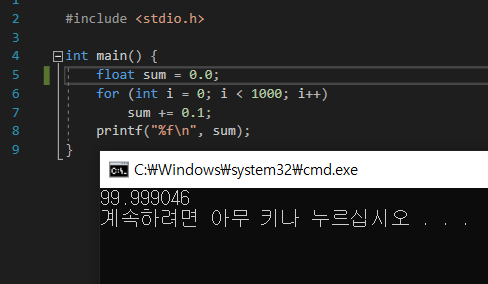 1
2 #include <stdio.h>
3
4 int main() {
5 float sum = 0.0;
6 for (int i = 0; i < 1000; i++)
7 sum += 0.1;
8 printf("%f\n", sum);
9 }
C:₩Windows₩system32₩cmd.exe
99.999046
계속하려면 아무 키나 누르십시오 . . .